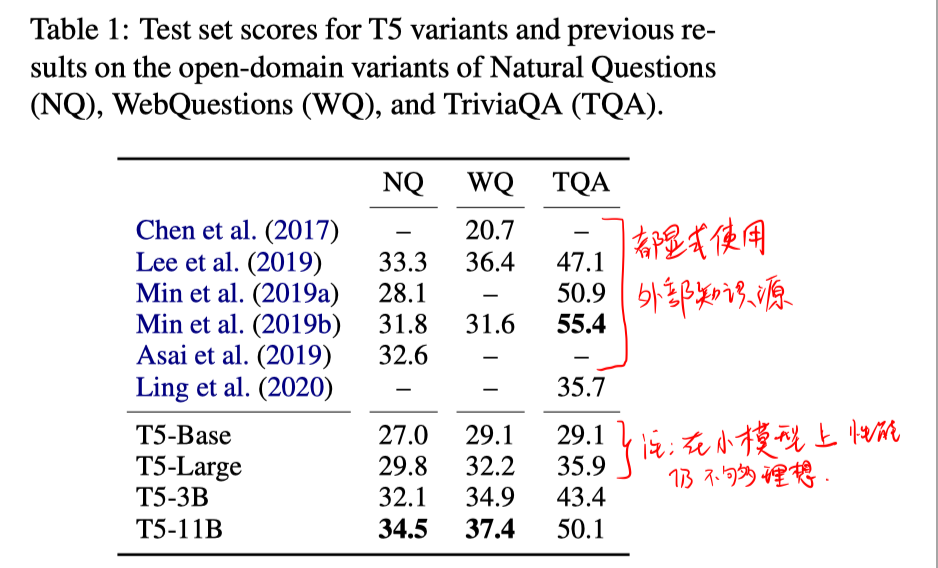 Table 1: Test set scores for T5 variants and previous re-
sults on the open-domain variants of Natural Questions
(NQ), WebQuestions (WQ), and TriviaQA (TQA).
NQ WQ TQA
Chen et al. (2017) – 20.7 –
Lee et al. (2019) 33.3 36.4 47.1
Min et al. (2019a) 28.1 – 50.9
Min et al. (2019b) 31.8 31.6 55.4
Asai et al. (2019) 32.6 – –
Ling et al. (2020) – – 35.7
都显式使用
外部知识源
T5-Base 27.0 29.1 29.1
T5-Large 29.8 32.2 35.9
T5-3B 32.1 34.9 43.4
T5-11B 34.5 37.4 50.1
注:在小模型上性能
仍不够理想.